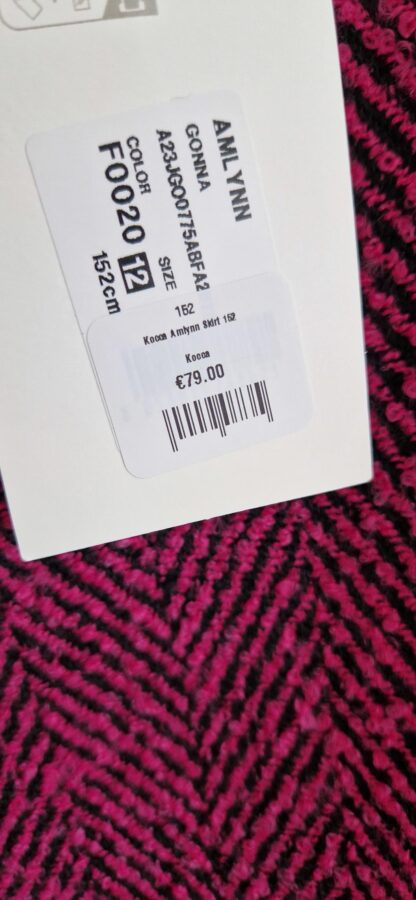 AMLYNN
GONNA
A23JGO0775ABFA2
COLOR SIZE
F0020 12
152cm
152
Kocca Amlynn Skirt 152
Kocca
€79.00